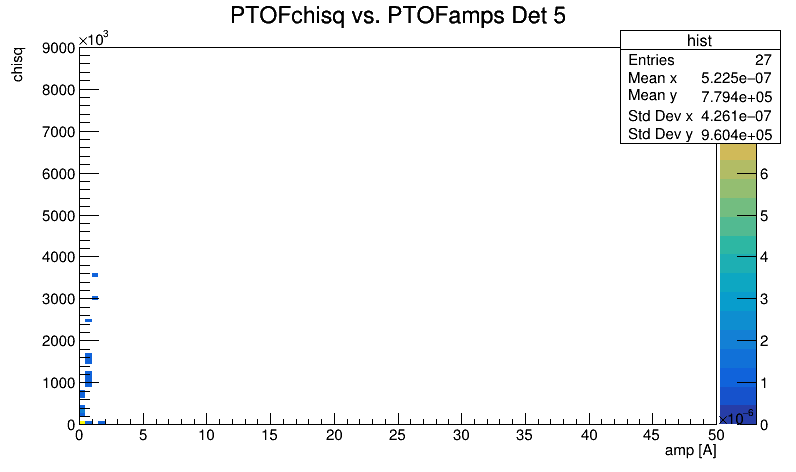 PTOFchisq vs. PTOFamps Det 5
hist
Entries 27
Mean x 5.225e−07
Mean y 7.794e+05
Std Dev x 4.261e−07
Std Dev y 9.604e+05
×10³
chisq
9000
8000
7000
6000
5000
4000
3000
2000
1000
0
6
5
4
3
2
1
0
0 5 10 15 20 25 30 35 40 45 50
×10⁻⁶
amp [A]